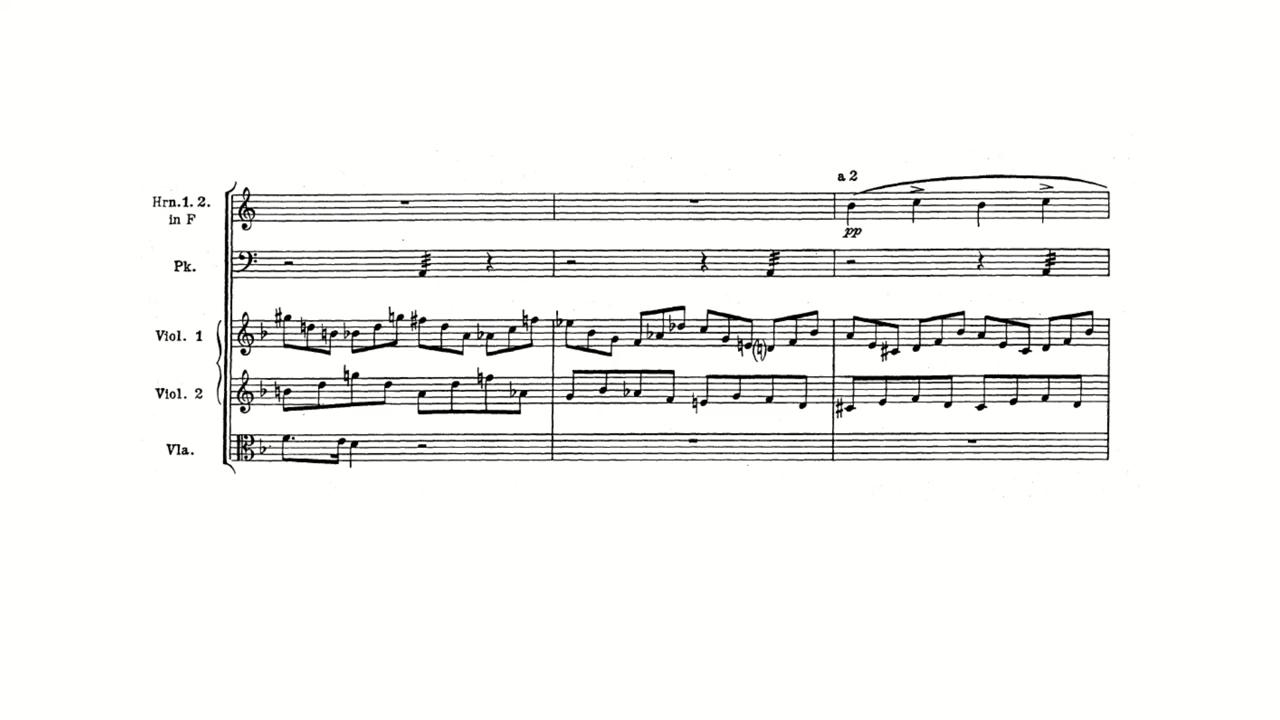 a 2
Hrn.1. 2.
in F
pp
Pk.
Viol. 1
Viol. 2
Vla.